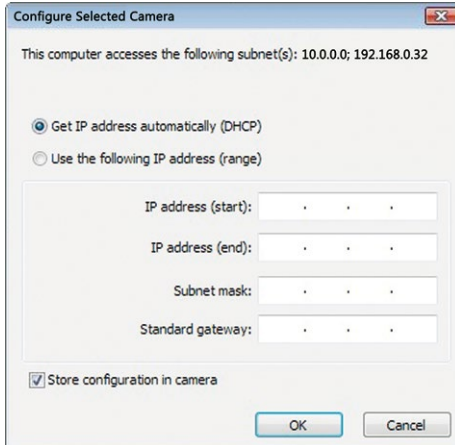 Configure Selected Camera
This computer accesses the following subnet(s): 10.0.0.0; 192.168.0.32
Get IP address automatically (DHCP)
Use the following IP address (range)
IP address (start):
IP address (end):
Subnet mask:
Standard gateway:
Store configuration in camera
OK Cancel